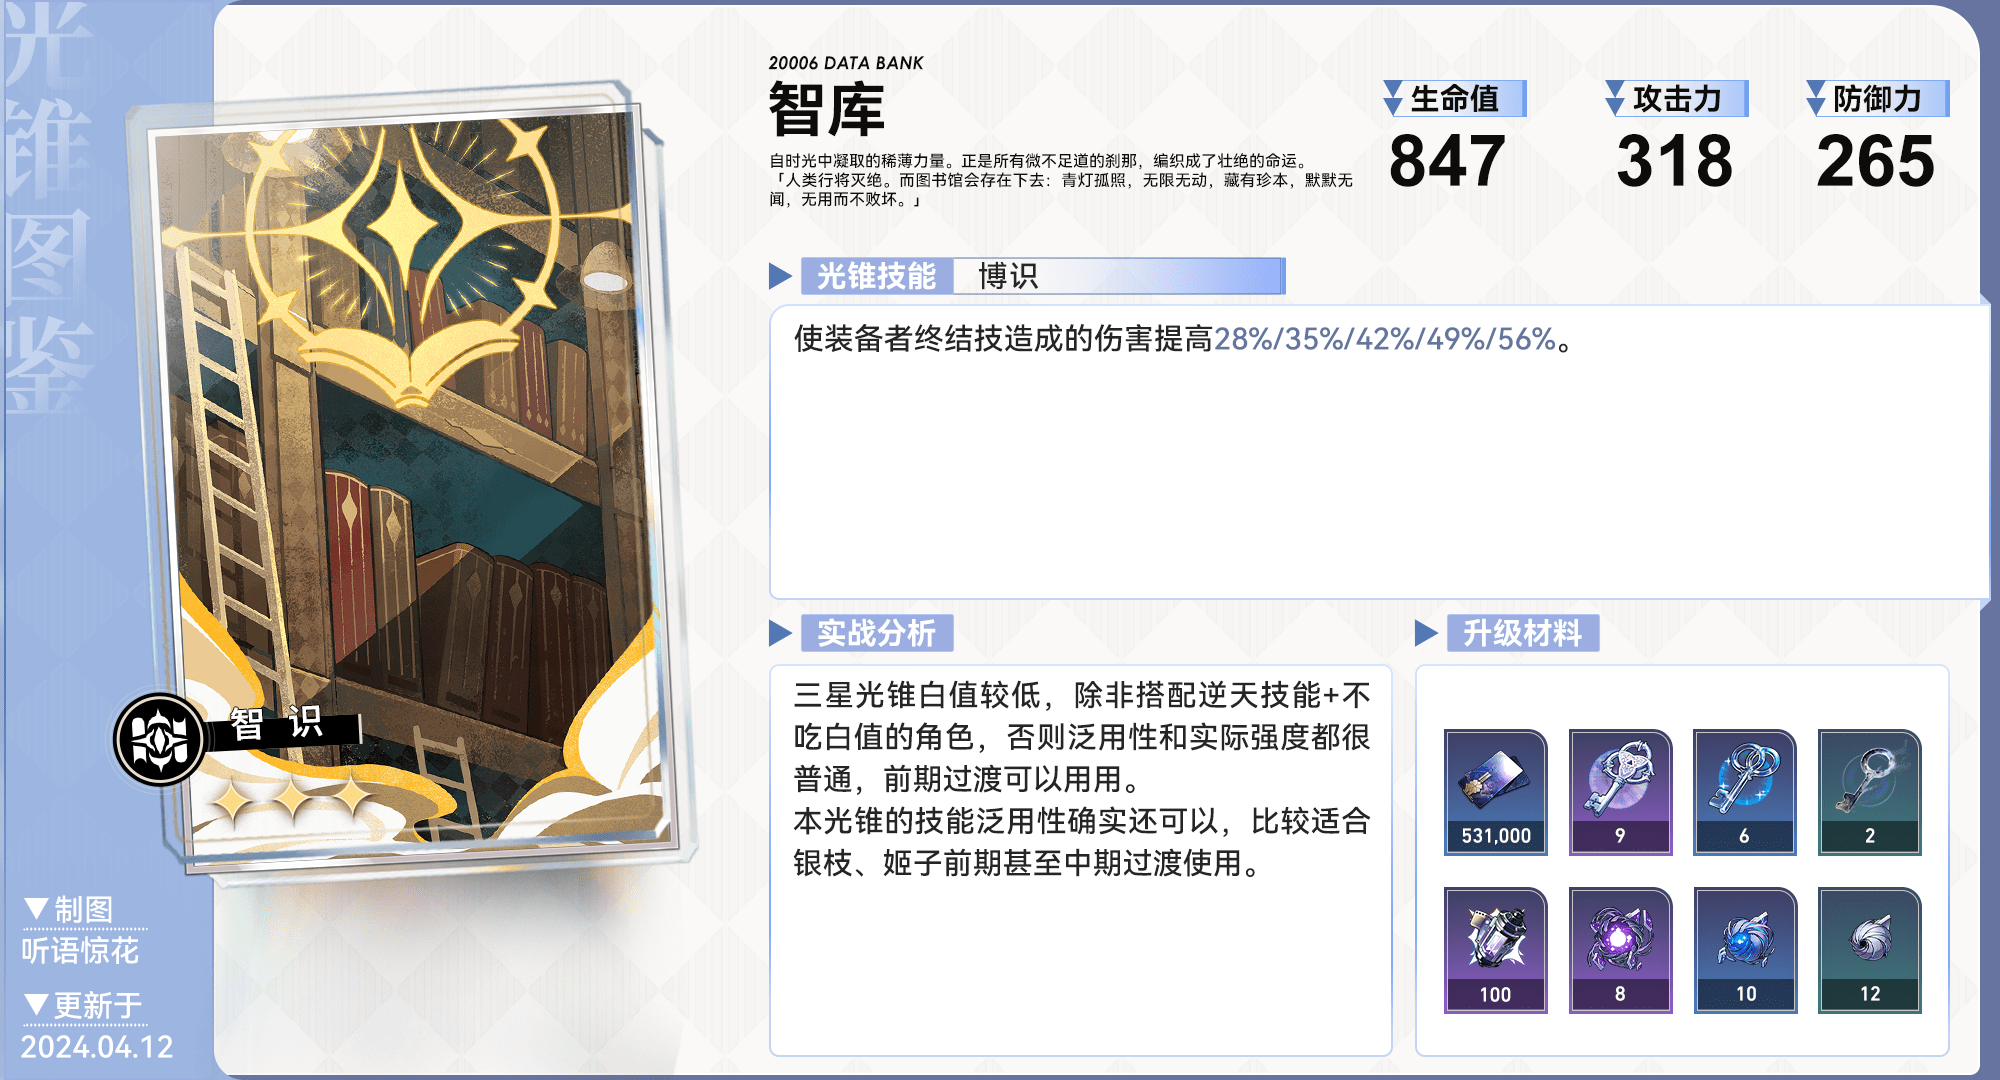 光锥图鉴
20006 DATA BANK
智库
自时光中凝取的稀薄力量。正是所有微不足道的刹那，编织成了壮绝的命运。
「人类行将灭绝。而图书馆会存在下去：青灯孤照，无限无动，藏有珍本，默默无
闻，无用而不败坏。」
生命值
847
攻击力
318
防御力
265
光锥技能
博识
使装备者终结技造成的伤害提高28%/35%/42%/49%/56%。
智 识
实战分析
三星光锥白值较低，除非搭配逆天技能+不
吃白值的角色，否则泛用性和实际强度都很
普通，前期过渡可以用用。
本光锥的技能泛用性确实还可以，比较适合
银枝、姬子前期甚至中期过渡使用。
升级材料
531,000
9
6
2
100
8
10
12
▼制图
听语惊花
▼更新于
2024.04.12